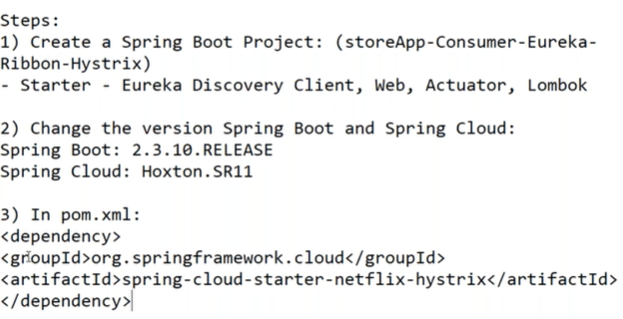 Steps:
1) Create a Spring Boot Project: (storeApp-Consumer-Eureka-
Ribbon-Hystrix)
- Starter - Eureka Discovery Client, Web, Actuator, Lombok
2) Change the version Spring Boot and Spring Cloud:
Spring Boot: 2.3.10.RELEASE
Spring Cloud: Hoxton.SR11
3) In pom.xml:
<dependency>
<groupId>org.springframework.cloud</groupId>
<artifactId>spring-cloud-starter-netflix-hystrix</artifactId>
</dependency>